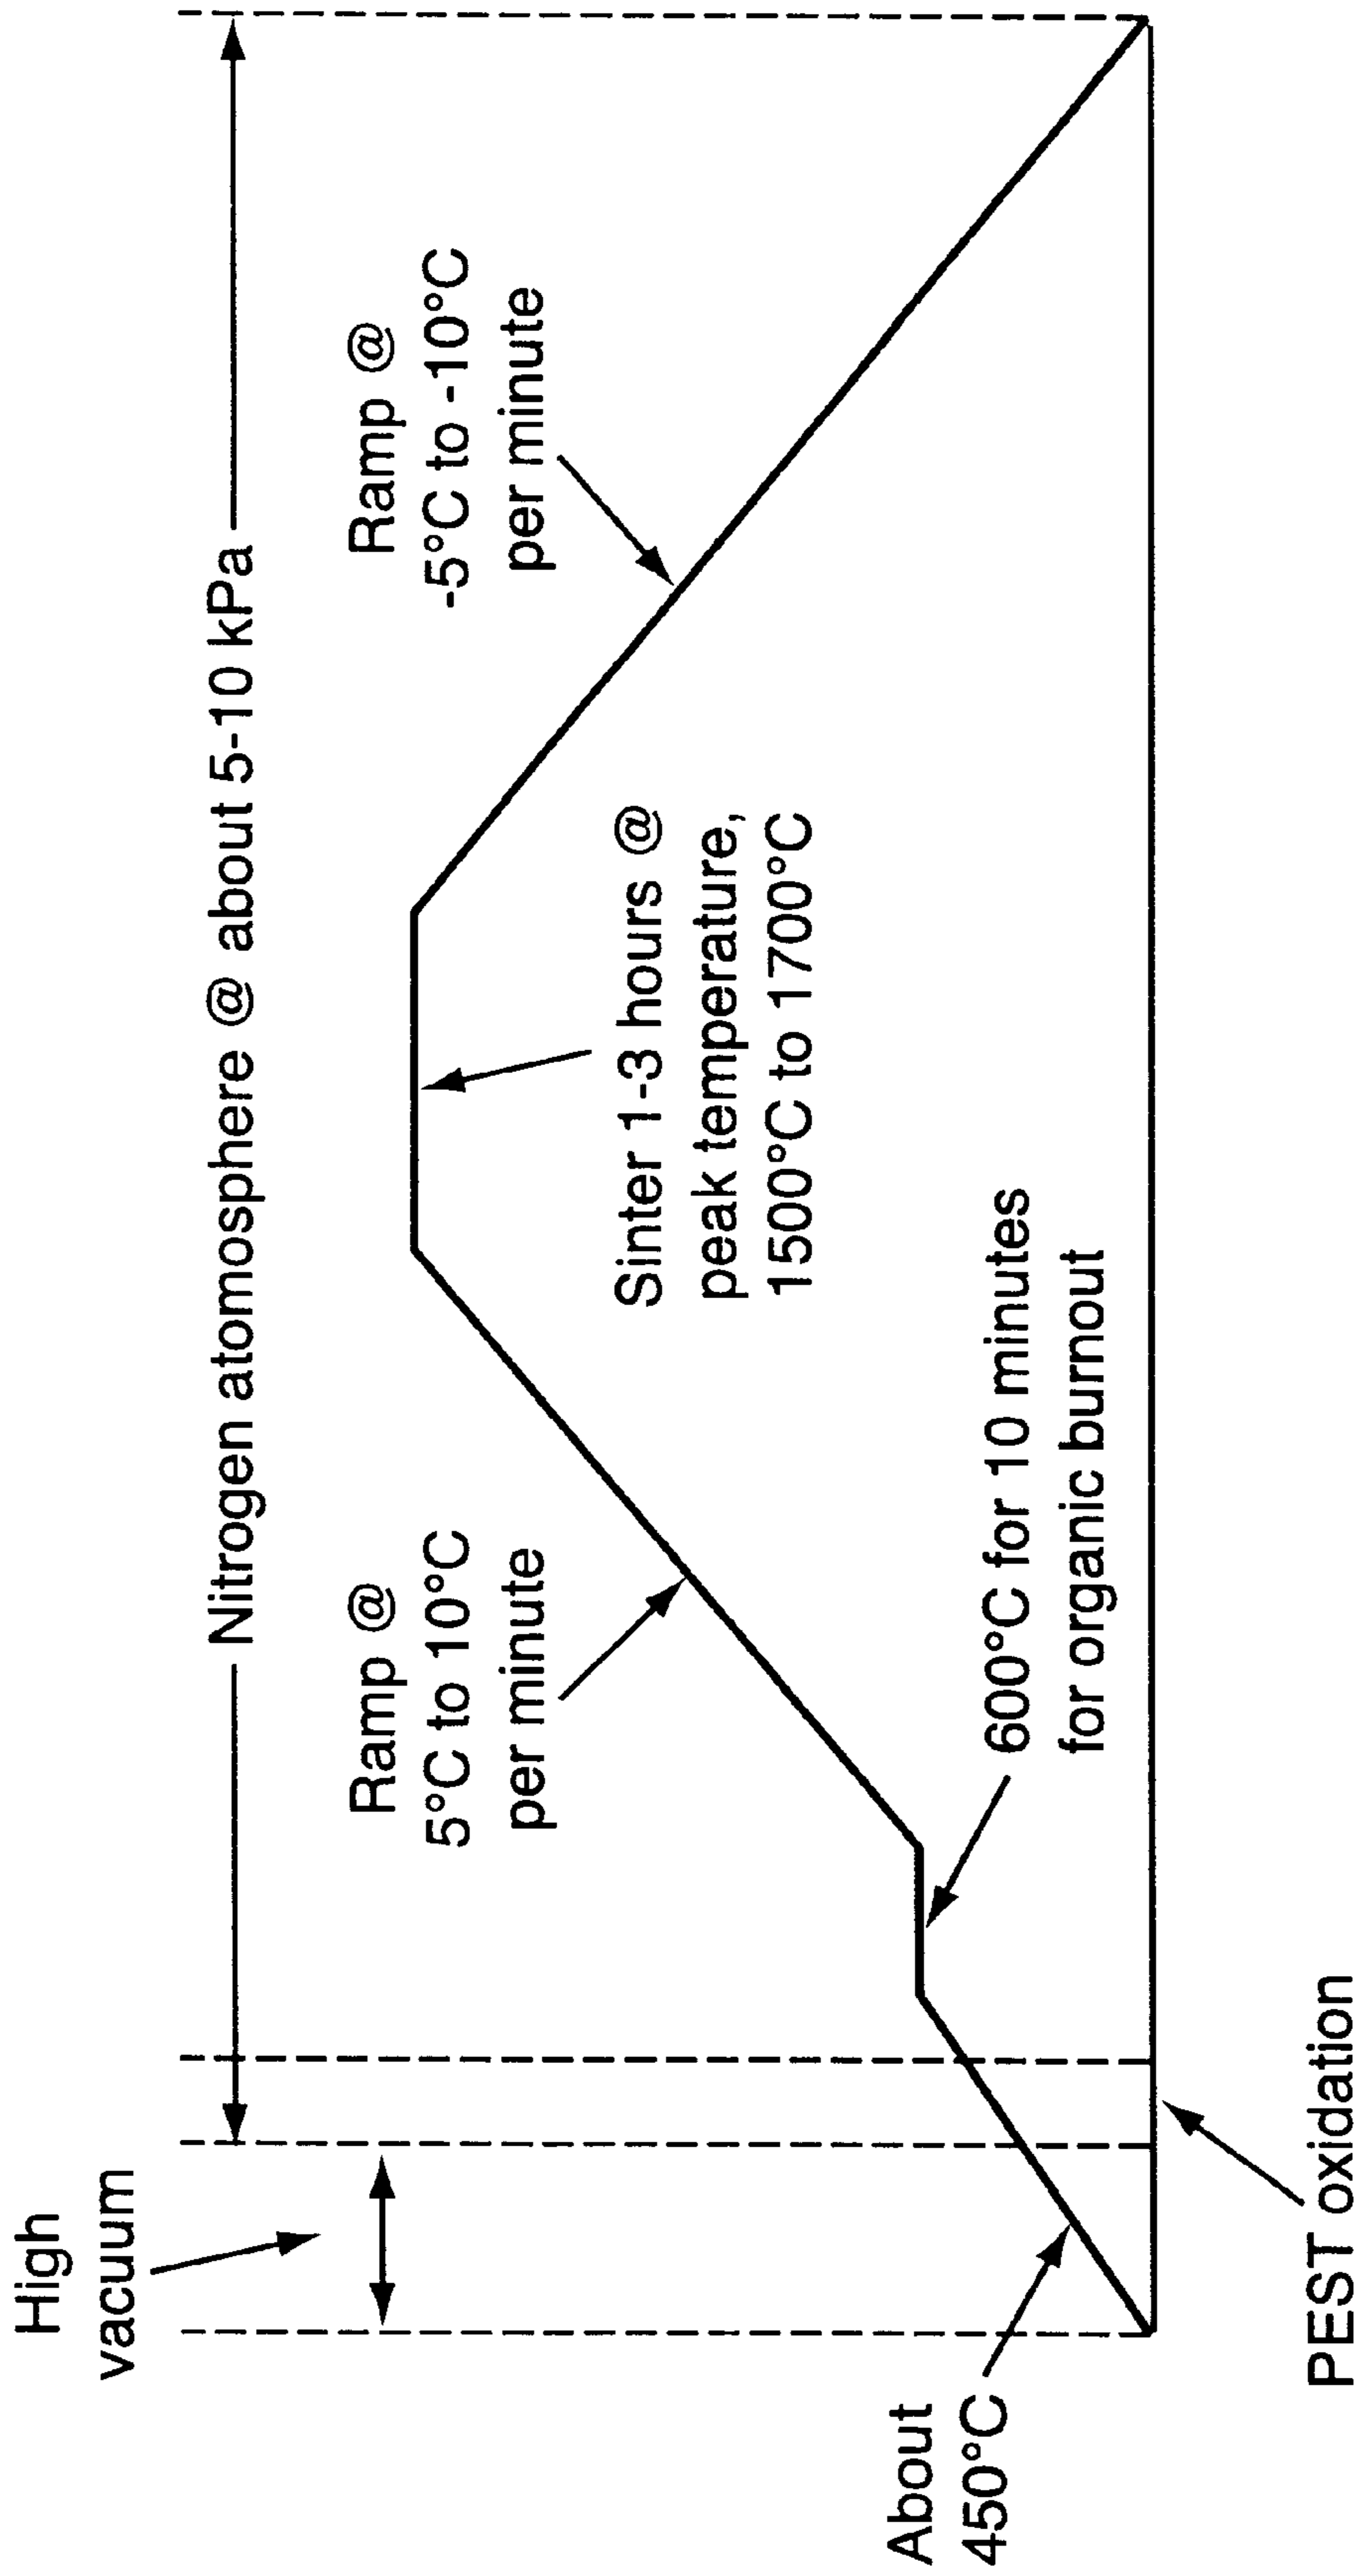 High
vacuum
Nitrogen atomosphere @ about 5-10 kPa
Ramp @
5°C to 10°C
per minute
Ramp @
-5°C to -10°C
per minute
Sinter 1-3 hours @
peak temperature,
1500°C to 1700°C
600°C for 10 minutes
for organic burnout
About
450°C
PEST oxidation